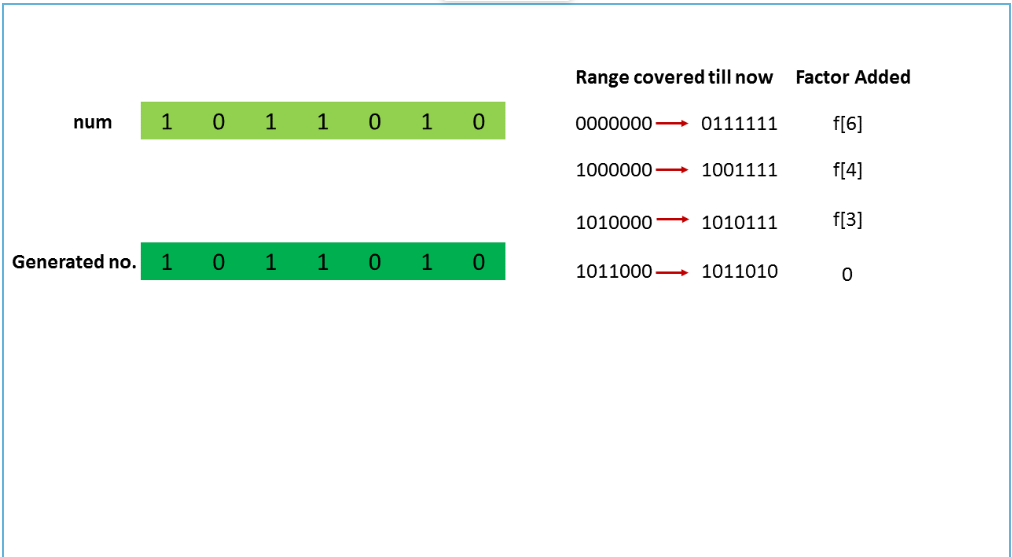 Range covered till now Factor Added
num 1 0 1 1 0 1 0 0000000 0111111 f[6]
1000000 1001111 f[4]
1010000 1010111 f[3]
Generated no. 1 0 1 1 0 1 0 1011000 1011010 0